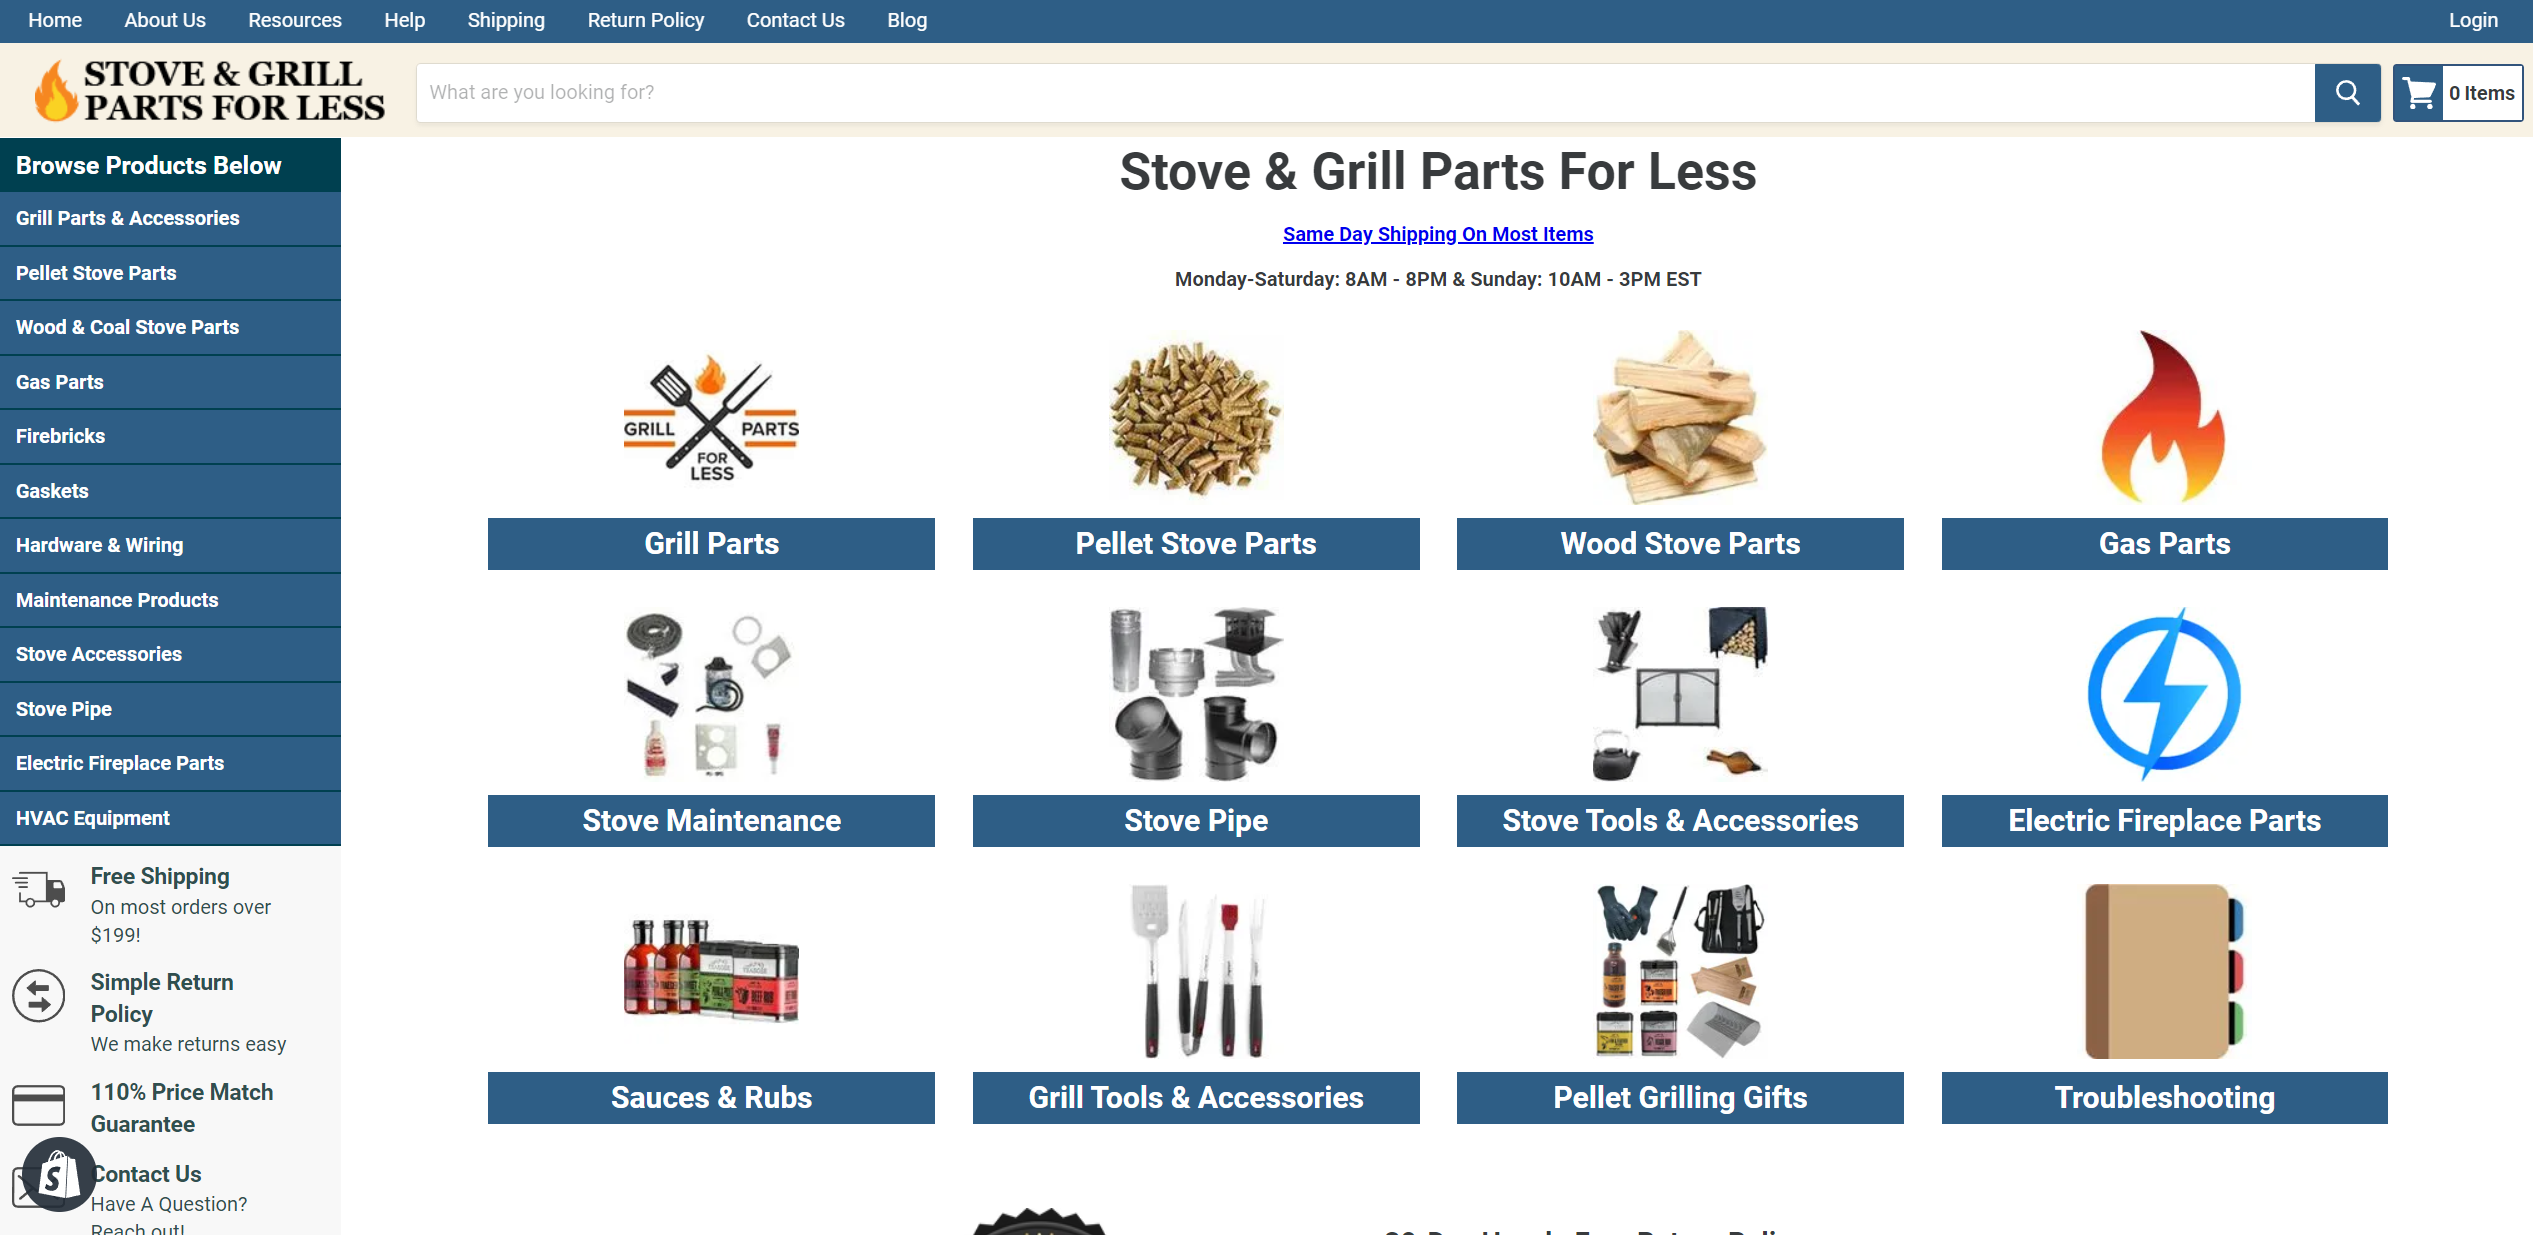 Home About Us Resources Help Shipping Return Policy Contact Us Blog Login
STOVE & GRILL
PARTS FOR LESS
What are you looking for?
0 Items
Browse Products Below
Grill Parts & Accessories
Pellet Stove Parts
Wood & Coal Stove Parts
Gas Parts
Firebricks
Gaskets
Hardware & Wiring
Maintenance Products
Stove Accessories
Stove Pipe
Electric Fireplace Parts
HVAC Equipment
Free Shipping
On most orders over
$199!
Simple Return
Policy
We make returns easy
110% Price Match
Guarantee
Contact Us
Have A Question?
Reach out!
Stove & Grill Parts For Less
Same Day Shipping On Most Items
Monday-Saturday: 8AM - 8PM & Sunday: 10AM - 3PM EST
GRILL PARTS
FOR
LESS
Grill Parts
Pellet Stove Parts
Wood Stove Parts
Gas Parts
Stove Maintenance
Stove Pipe
Stove Tools & Accessories
Electric Fireplace Parts
Sauces & Rubs
Grill Tools & Accessories
Pellet Grilling Gifts
Troubleshooting